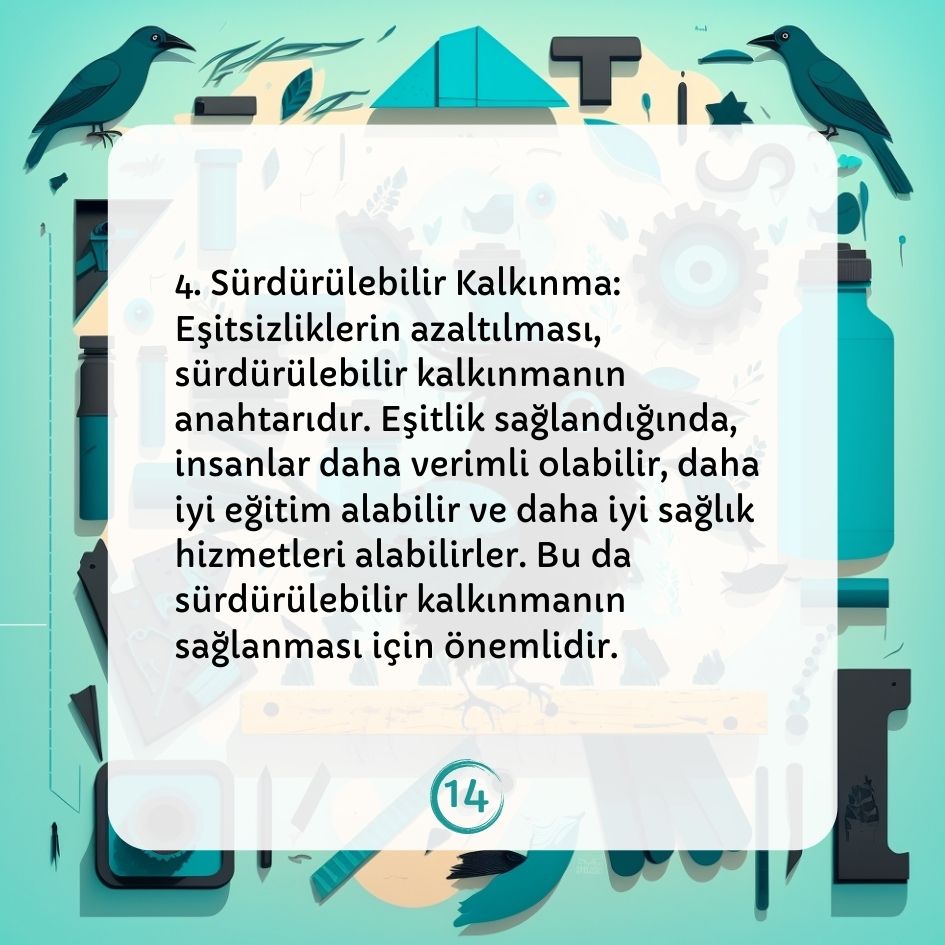 4. Sürdürülebilir Kalkınma:
Eşitsizliklerin azaltılması,
sürdürülebilir kalkınmanın
anahtarıdır. Eşitlik sağlandığında,
insanlar daha verimli olabilir, daha
iyi eğitim alabilir ve daha iyi sağlık
hizmetleri alabilirler. Bu da
sürdürülebilir kalkınmanın
sağlanması için önemlidir.
14